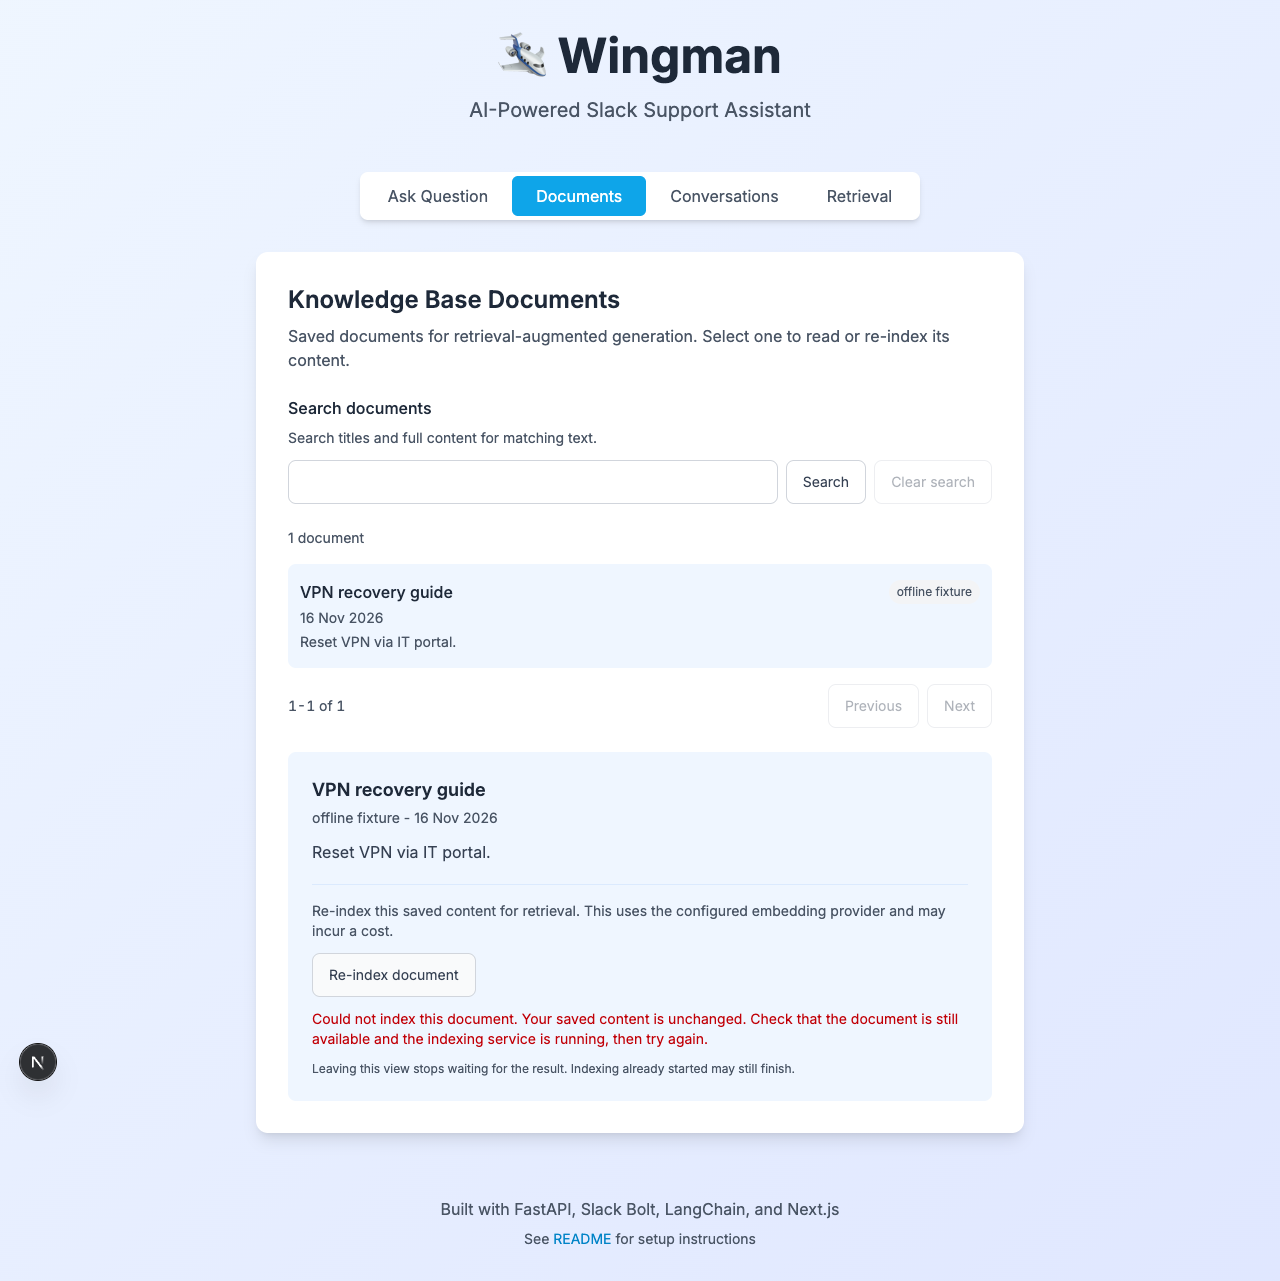 Wingman
AI-Powered Slack Support Assistant
Ask Question
Documents
Conversations
Retrieval
Knowledge Base Documents
Saved documents for retrieval-augmented generation. Select one to read or re-index its
content.
Search documents
Search titles and full content for matching text.
Search
Clear search
1 document
VPN recovery guide
offline fixture
16 Nov 2026
Reset VPN via IT portal.
1-1 of 1
Previous
Next
VPN recovery guide
offline fixture - 16 Nov 2026
Reset VPN via IT portal.
Re-index this saved content for retrieval. This uses the configured embedding provider and may
incur a cost.
Re-index document
Could not index this document. Your saved content is unchanged. Check that the document is still
available and the indexing service is running, then try again.
Leaving this view stops waiting for the result. Indexing already started may still finish.
N
Built with FastAPI, Slack Bolt, LangChain, and Next.js
See README for setup instructions